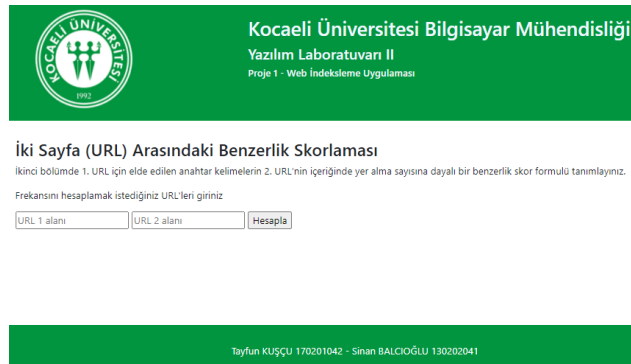 KOCAELİ ÜNİVERSİTESİ
1992
Kocaeli Üniversitesi Bilgisayar Mühendisliği
Yazılım Laboratuvarı II
Proje 1 - Web İndeksleme Uygulaması
İki Sayfa (URL) Arasındaki Benzerlik Skorlaması
İkinci bölümde 1. URL için elde edilen anahtar kelimelerin 2. URL'nin içeriğinde yer alma sayısına dayalı bir benzerlik skor formulü tanımlayınız.
Frekansını hesaplamak istediğiniz URL'leri giriniz
URL 1 alanı URL 2 alanı Hesapla
Tayfun KUŞÇU 170201042 - Sinan BALCIOĞLU 130202041